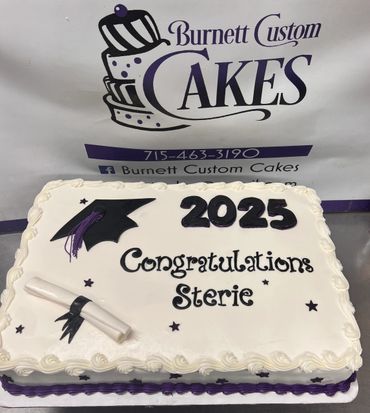 Burnett Custom
CAKES
715-463-3190
Burnett Custom Cakes
2025
Congratulations
Sterie